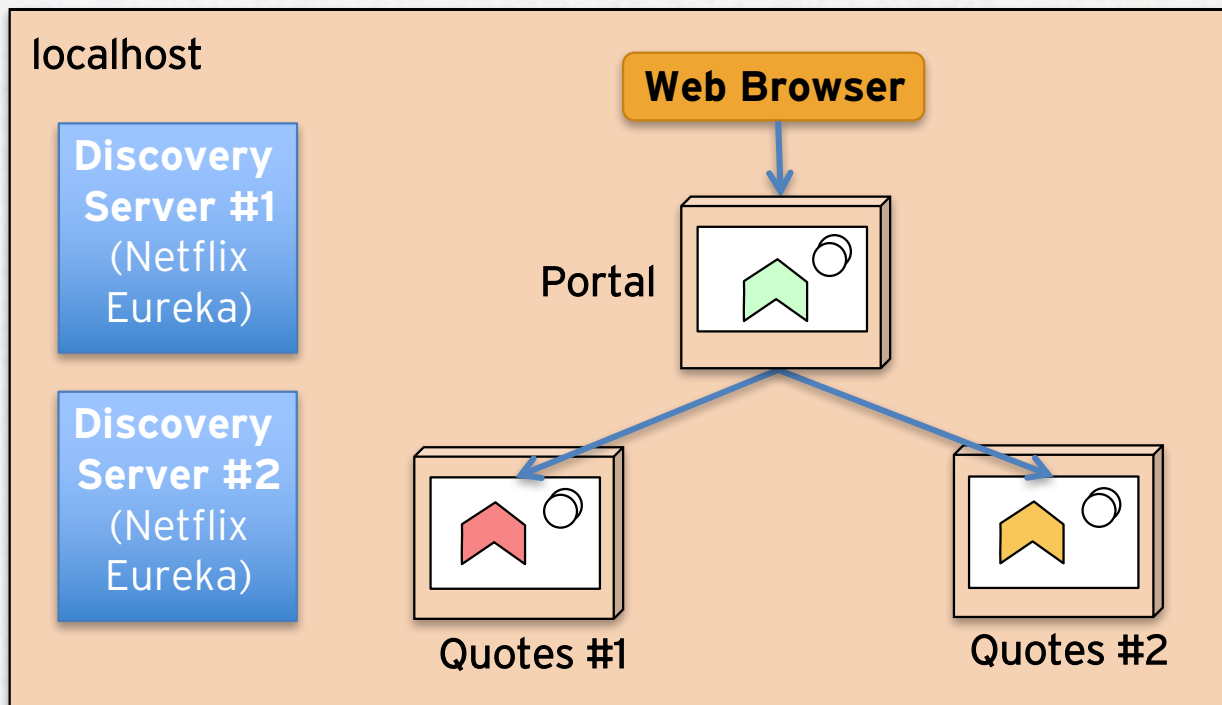 localhost
Web Browser
Discovery
Server #1
(Netflix
Eureka)
Portal
Discovery
Server #2
(Netflix
Eureka)
Quotes #1
Quotes #2